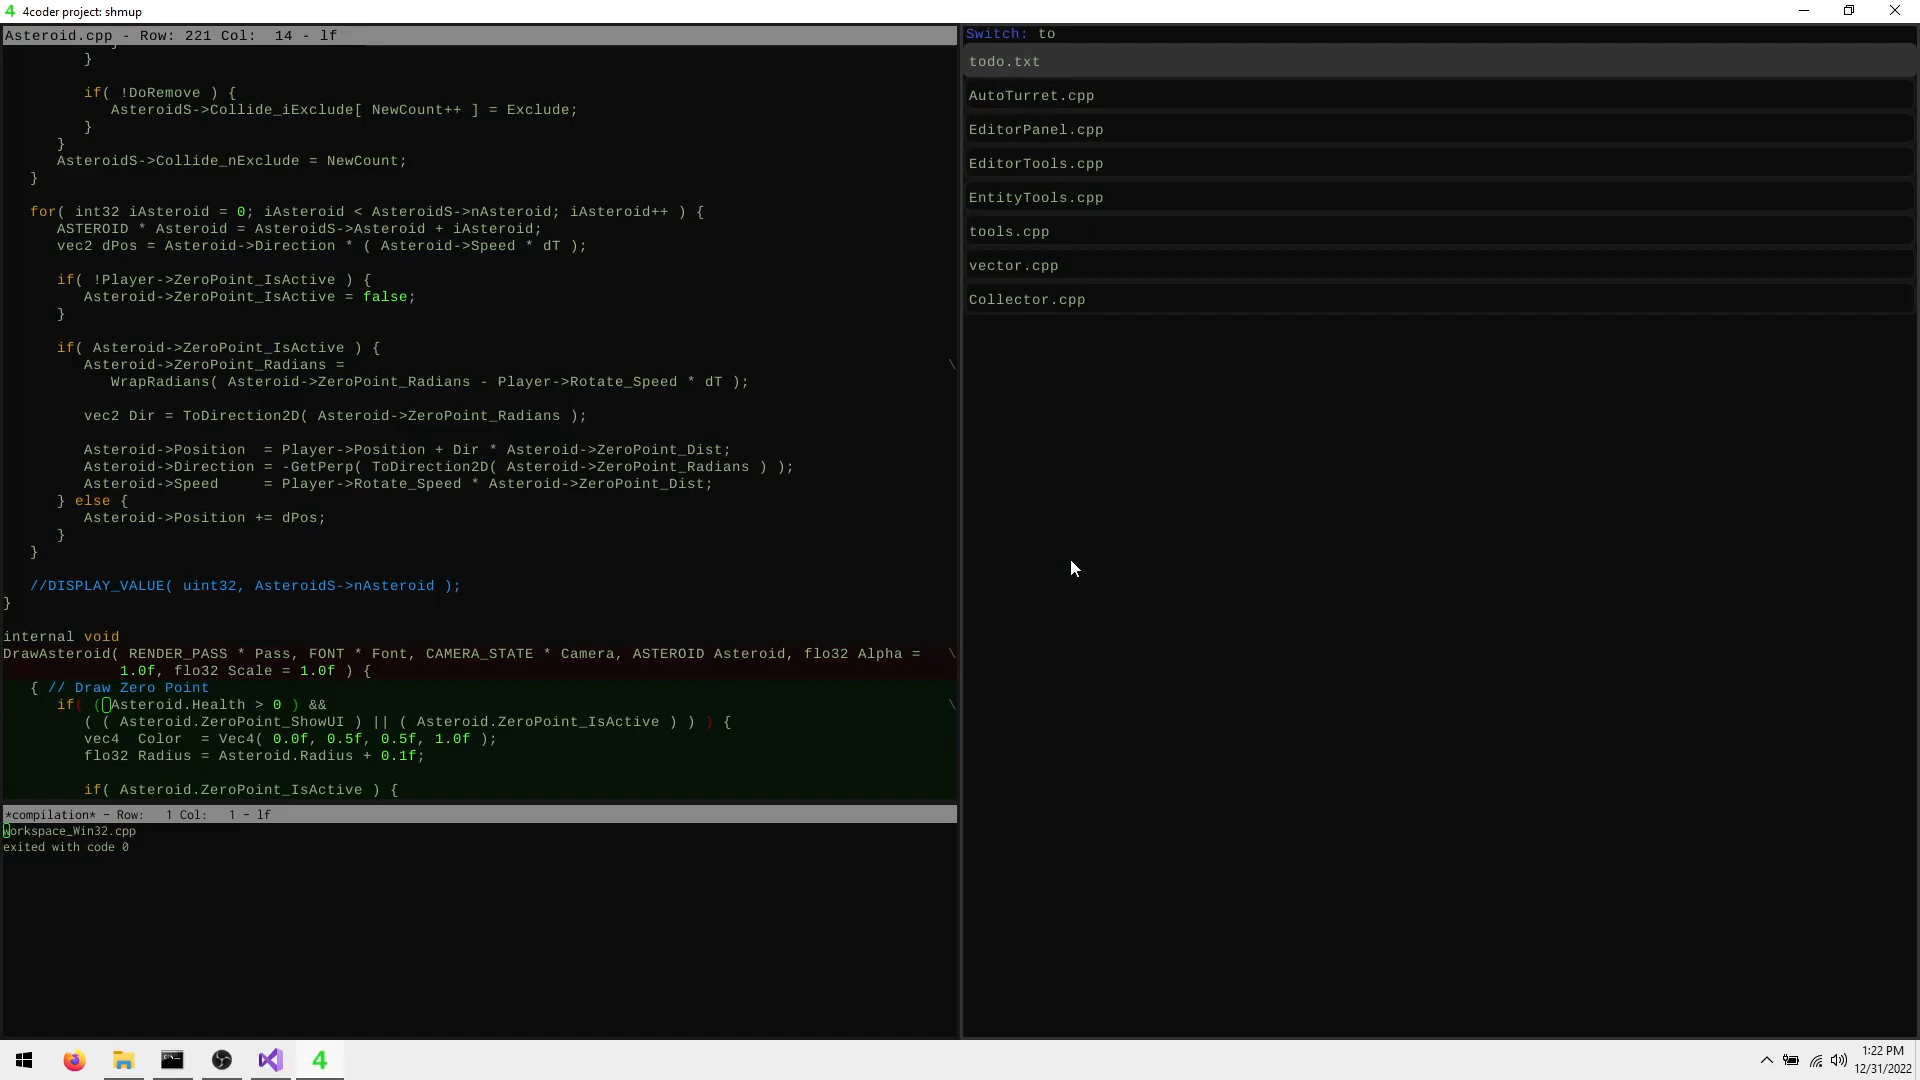 4 4coder project: shmup
Asteroid.cpp - Row: 221 Col:  14 - lf
}
if( !DoRemove ) {
AsteroidS->Collide_iExclude[ NewCount++ ] = Exclude;
}
}
AsteroidS->Collide_nExclude = NewCount;
}
for( int32 iAsteroid = 0; iAsteroid < AsteroidS->nAsteroid; iAsteroid++ ) {
ASTEROID * Asteroid = AsteroidS->Asteroid + iAsteroid;
vec2 dPos = Asteroid->Direction * ( Asteroid->Speed * dT );
if( !Player->ZeroPoint_IsActive ) {
Asteroid->ZeroPoint_IsActive = false;
}
if( Asteroid->ZeroPoint_IsActive ) {
Asteroid->ZeroPoint_Radians = \
WrapRadians( Asteroid->ZeroPoint_Radians - Player->Rotate_Speed * dT );
vec2 Dir = ToDirection2D( Asteroid->ZeroPoint_Radians );
Asteroid->Position  = Player->Position + Dir * Asteroid->ZeroPoint_Dist;
Asteroid->Direction = -GetPerp( ToDirection2D( Asteroid->ZeroPoint_Radians ) );
Asteroid->Speed     = Player->Rotate_Speed * Asteroid->ZeroPoint_Dist;
} else {
Asteroid->Position += dPos;
}
}
//DISPLAY_VALUE( uint32, AsteroidS->nAsteroid );
}
internal void
DrawAsteroid( RENDER_PASS * Pass, FONT * Font, CAMERA_STATE * Camera, ASTEROID Asteroid, flo32 Alpha = \
1.0f, flo32 Scale = 1.0f ) {
{ // Draw Zero Point
if( ( Asteroid.Health > 0 ) && \
( ( Asteroid.ZeroPoint_ShowUI ) || ( Asteroid.ZeroPoint_IsActive ) ) ) {
vec4  Color  = Vec4( 0.0f, 0.5f, 0.5f, 1.0f );
flo32 Radius = Asteroid.Radius + 0.1f;
if( Asteroid.ZeroPoint_IsActive ) {
*compilation* - Row:   1 Col:   1 - lf
workspace_Win32.cpp
exited with code 0
Switch: to
todo.txt
AutoTurret.cpp
EditorPanel.cpp
EditorTools.cpp
EntityTools.cpp
tools.cpp
vector.cpp
Collector.cpp
4
1:22 PM
12/31/2022